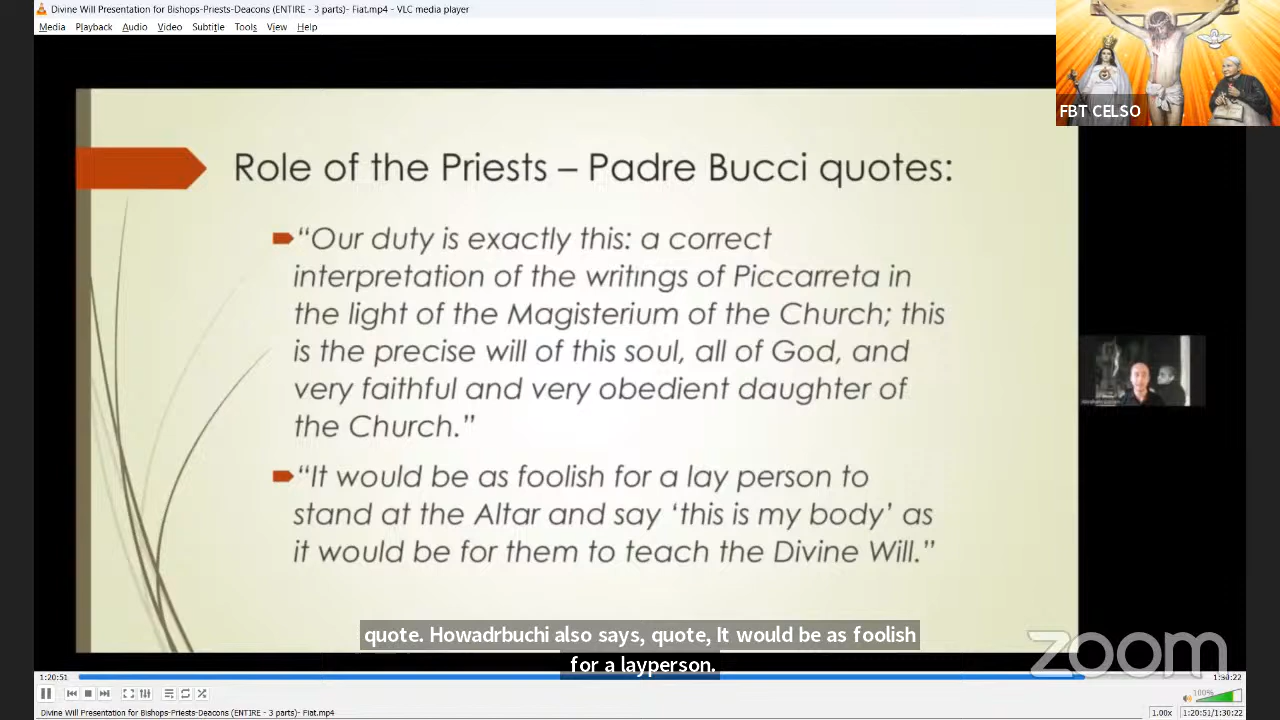 Divine Will Presentation for Bishops-Priests-Deacons (ENTIRE - 3 parts)- Fiat.mp4 - VLC media player
Media Playback Audio Video Subtitle Tools View Help
FBT CELSO
Role of the Priests – Padre Bucci quotes:
“Our duty is exactly this: a correct
interpretation of the writings of Piccarreta in
the light of the Magisterium of the Church; this
is the precise will of this soul, all of God, and
very faithful and very obedient daughter of
the Church.”
“It would be as foolish for a lay person to
stand at the Altar and say ‘this is my body’ as
it would be for them to teach the Divine Will.”
quote. Howadrbuchi also says, quote, It would be as foolish
for a layperson.
zoom
1:20:51 1:30:22
100%
Divine Will Presentation for Bishops-Priests-Deacons (ENTIRE - 3 parts)- Fiat.mp4 1.00x 1:20:51/1:30:22